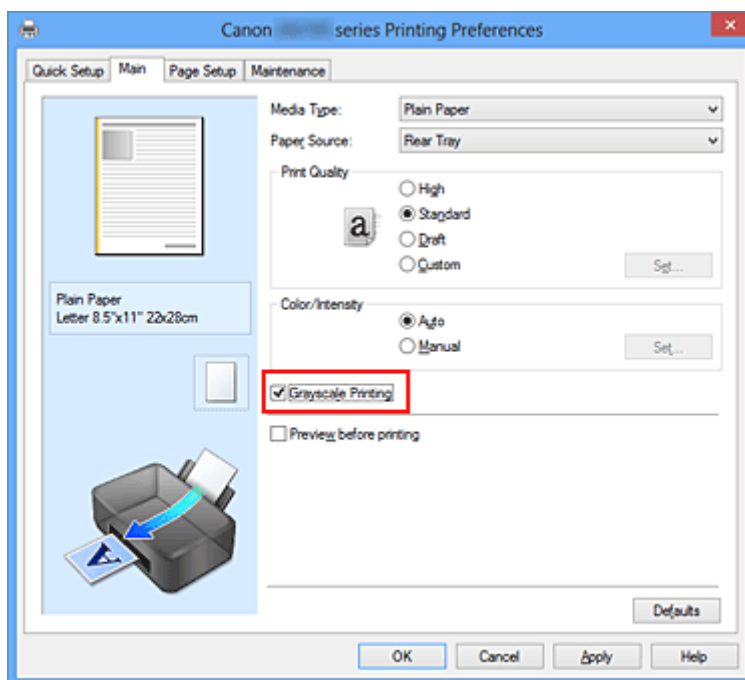 Canon series Printing Preferences
Quick Setup Main Page Setup Maintenance
Media Type: Plain Paper
Paper Source: Rear Tray
Print Quality
High
Standard
Draft
Custom
Set...
Plain Paper
Letter 8.5"x11" 22x28cm
Color/Intensity
Auto
Manual
Set...
Grayscale Printing
Preview before printing
Defaults
OK Cancel Apply Help